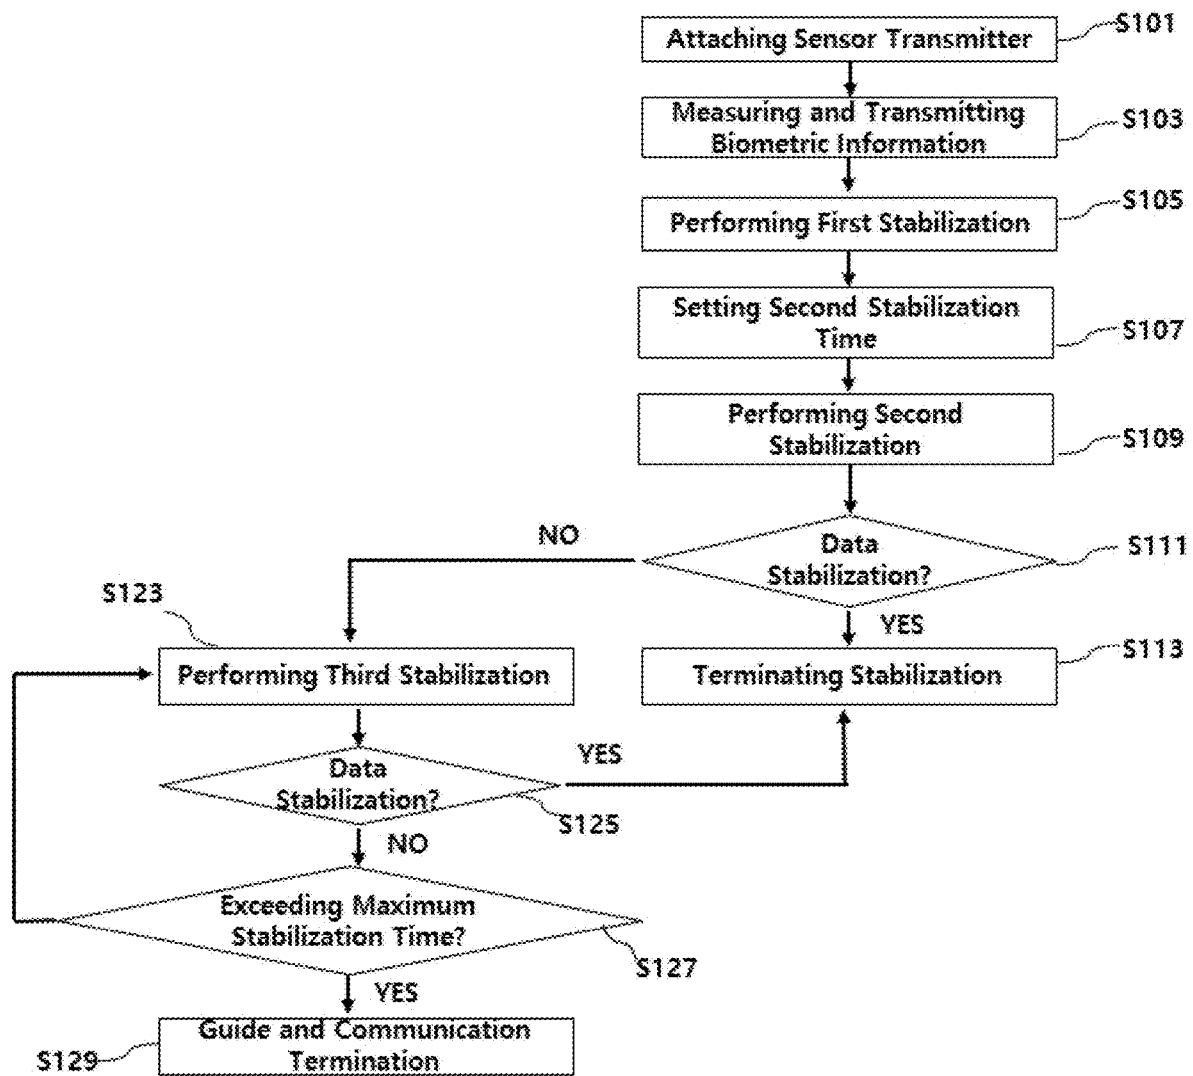 Attaching Sensor Transmitter
S101
Measuring and Transmitting
Biometric Information
S103
Performing First Stabilization
S105
Setting Second Stabilization
Time
S107
Performing Second
Stabilization
S109
Data
Stabilization?
S111
NO
YES
S123
Performing Third Stabilization
Terminating Stabilization
S113
Data
Stabilization?
YES
S125
NO
Exceeding Maximum
Stabilization Time?
S127
YES
Guide and Communication
Termination
S129